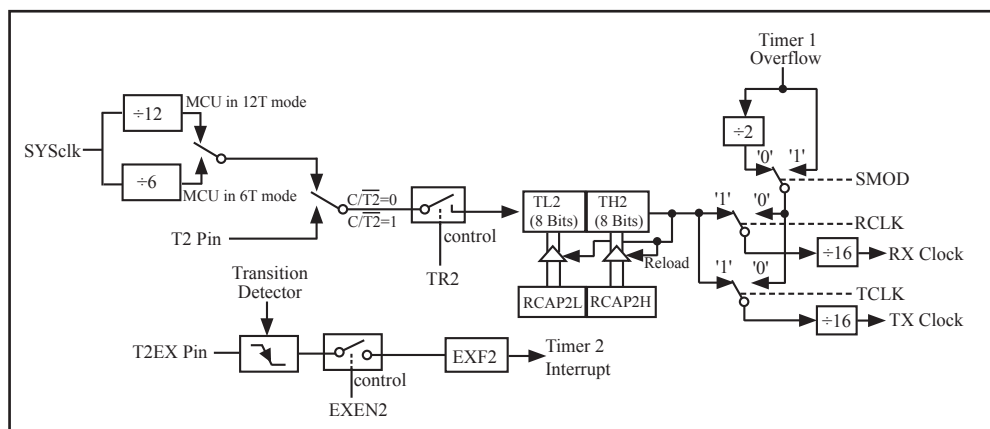 Timer 1
Overflow
÷12
MCU in 12T mode
SYSclk
÷6
MCU in 6T mode
÷2
'0'
'1'
SMOD
T2 Pin
C/T2=0
C/T2=1
control
TR2
TL2
(8 Bits)
TH2
(8 Bits)
Reload
RCAP2L
RCAP2H
'1'
'0'
RCLK
÷16
RX Clock
'1'
'0'
TCLK
÷16
TX Clock
Transition
Detector
T2EX Pin
control
EXEN2
EXF2
Timer 2
Interrupt